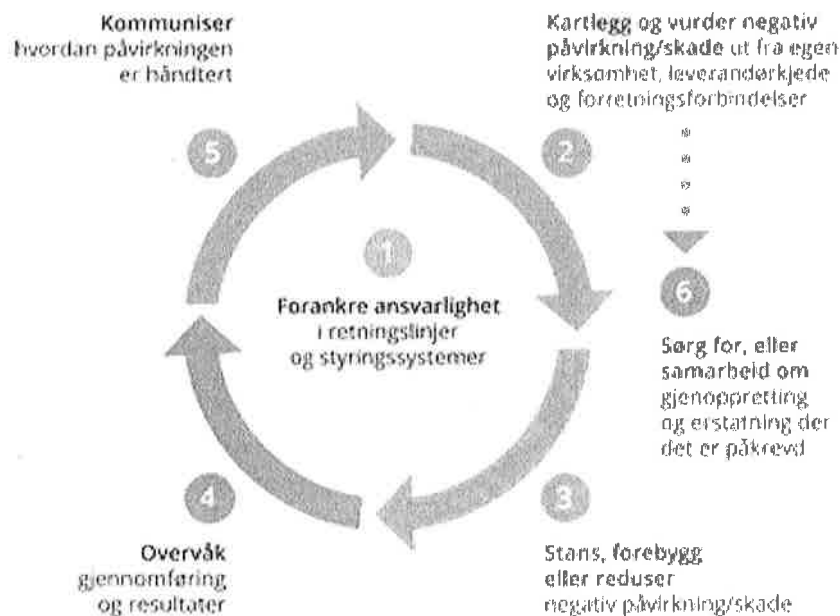 Kommuniser
hvordan påvirkningen
er håndtert
5
Kartlegg og vurder negativ
påvirkning/skade ut fra egen
virksomhet, leverandørkjede
og forretningsforbindelser
2
1
Forankre ansvarlighet
i retningslinjer
og styringssystemer
6
Sørg for, eller
samarbeid om
gjenoppretting
og erstatning der
det er påkrevd
4
Overvåk
gjennomføring
og resultater
3
Stans, forebygg
eller reduser
negativ påvirkning/skade